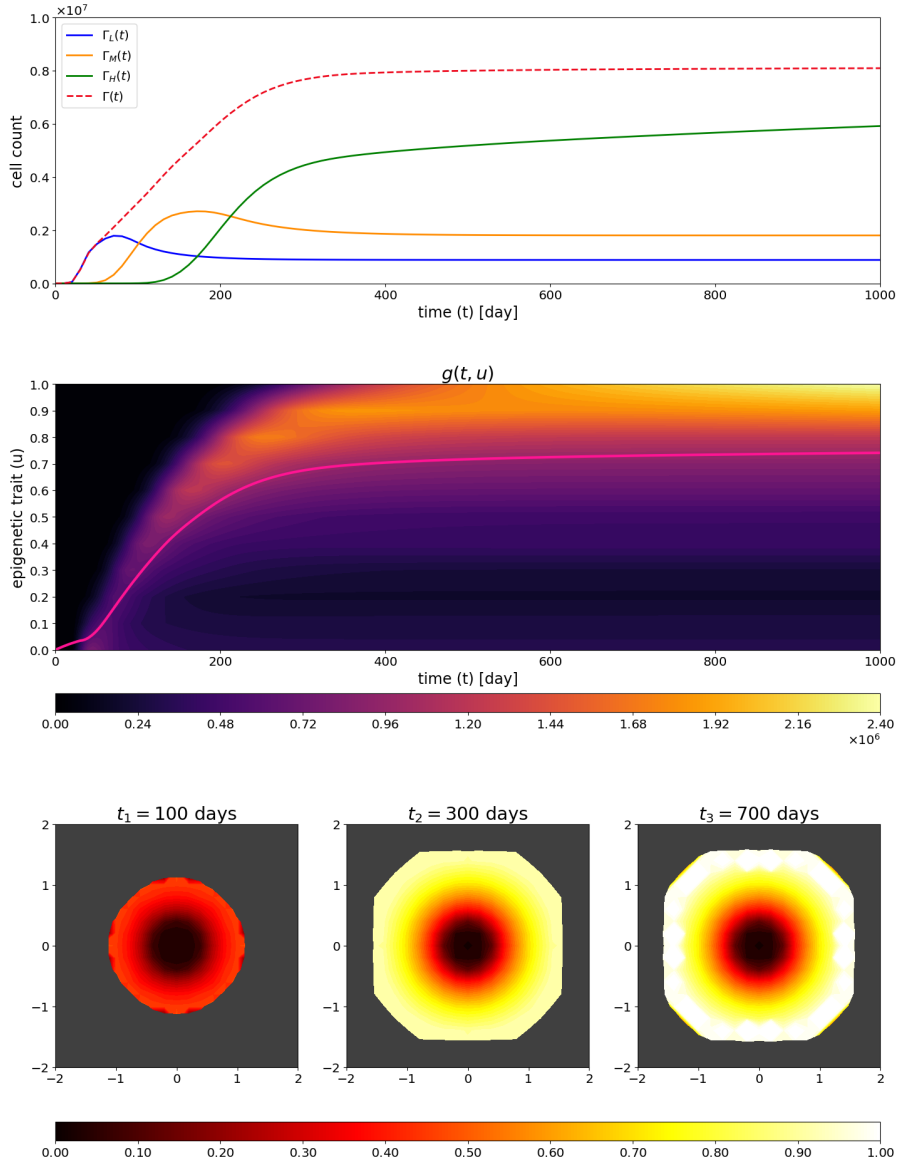 ×10⁷
1.0
0.8
0.6
0.4
0.2
0.0
cell count
Γ_L(t)
Γ_M(t)
Γ_H(t)
Γ(t)
0 200 400 600 800 1000
time (t) [day]
g(t, u)
1.0
0.9
0.8
0.7
0.6
0.5
0.4
0.3
0.2
0.1
0.0
epigenetic trait (u)
0 200 400 600 800 1000
time (t) [day]
0.00 0.24 0.48 0.72 0.96 1.20 1.44 1.68 1.92 2.16 2.40
×10⁶
t₁ = 100 days
2
1
0
−1
−2
−2 −1 0 1 2
t₂ = 300 days
2
1
0
−1
−2
−2 −1 0 1 2
t₃ = 700 days
2
1
0
−1
−2
−2 −1 0 1 2
0.00 0.10 0.20 0.30 0.40 0.50 0.60 0.70 0.80 0.90 1.00